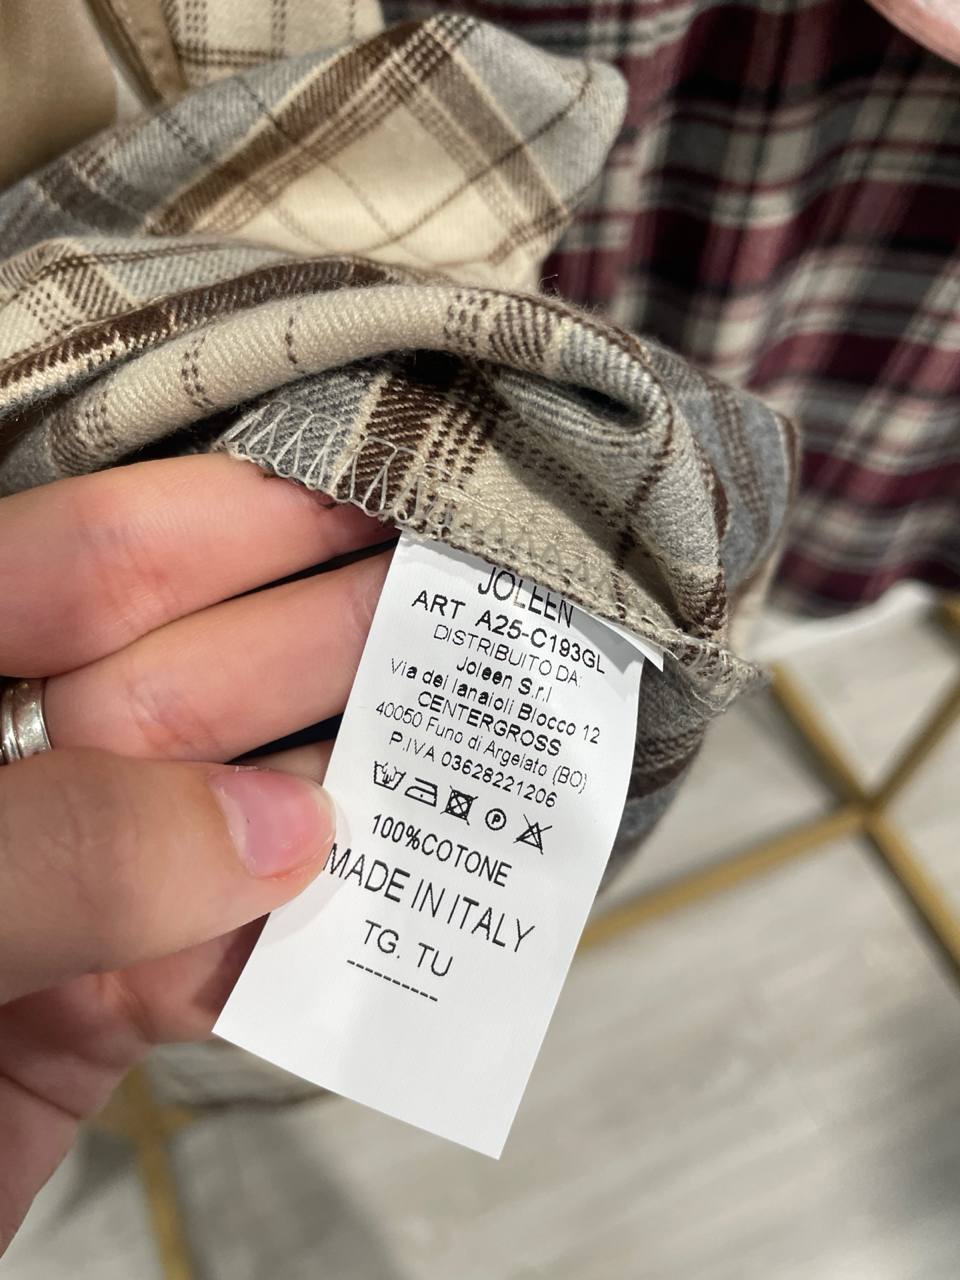 JOLEEN
ART A25-C193GL
DISTRIBUITO DA:
Joleen S.r.l
Via dei lanaioli Blocco 12
CENTERGROSS
40050 Funo di Argelato (BO)
P.IVA 03628221206
P
100%COTONE
MADE IN ITALY
TG. TU
----------